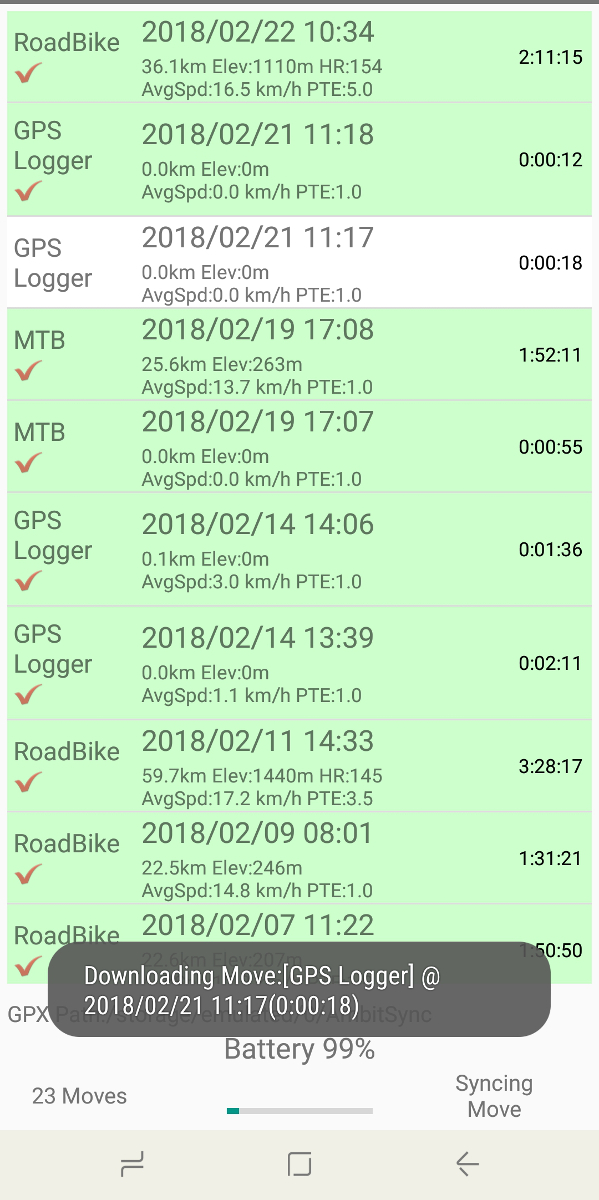 RoadBike
2018/02/22 10:34
36.1km Elev:1110m HR:154
AvgSpd:16.5 km/h PTE:5.0
2:11:15
GPS
Logger
2018/02/21 11:18
0.0km Elev:0m
AvgSpd:0.0 km/h PTE:1.0
0:00:12
GPS
Logger
2018/02/21 11:17
0.0km Elev:0m
AvgSpd:0.0 km/h PTE:1.0
0:00:18
MTB
2018/02/19 17:08
25.6km Elev:263m
AvgSpd:13.7 km/h PTE:1.0
1:52:11
MTB
2018/02/19 17:07
0.0km Elev:0m
AvgSpd:0.0 km/h PTE:1.0
0:00:55
GPS
Logger
2018/02/14 14:06
0.1km Elev:0m
AvgSpd:3.0 km/h PTE:1.0
0:01:36
GPS
Logger
2018/02/14 13:39
0.0km Elev:0m
AvgSpd:1.1 km/h PTE:1.0
0:02:11
RoadBike
2018/02/11 14:33
59.7km Elev:1440m HR:145
AvgSpd:17.2 km/h PTE:3.5
3:28:17
RoadBike
2018/02/09 08:01
22.5km Elev:246m
AvgSpd:14.8 km/h PTE:1.0
1:31:21
RoadBike
2018/02/07 11:22
22.6km Elev:207m
1:50:50
Downloading Move:[GPS Logger] @
2018/02/21 11:17(0:00:18)
GPX Path:/storage/emulated/0/AmbitSync
Battery 99%
23 Moves
Syncing
Move